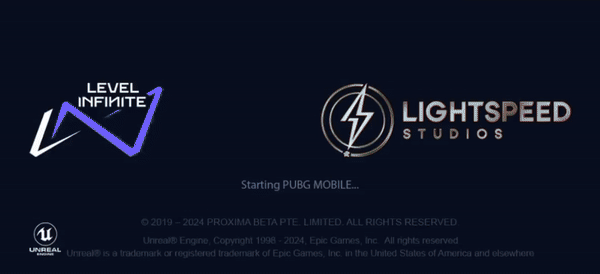 LEVEL
INFINITE
LIGHTSPEED
STUDIOS
Starting PUBG MOBILE...
© 2019 – 2024 PROXIMA BETA PTE. LIMITED. ALL RIGHTS RESERVED
Unreal® Engine, Copyright 1998 - 2024, Epic Games, Inc. All rights reserved
Unreal® is a trademark or registered trademark of Epic Games, Inc. in the United States of America and elsewhere
UNREAL
ENGINE